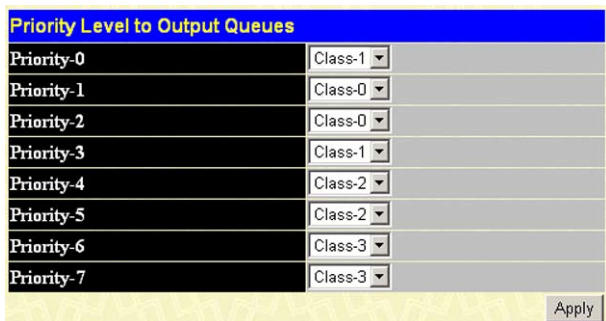 Priority Level to Output Queues
Priority-0 Class-1
Priority-1 Class-0
Priority-2 Class-0
Priority-3 Class-1
Priority-4 Class-2
Priority-5 Class-2
Priority-6 Class-3
Priority-7 Class-3
Apply